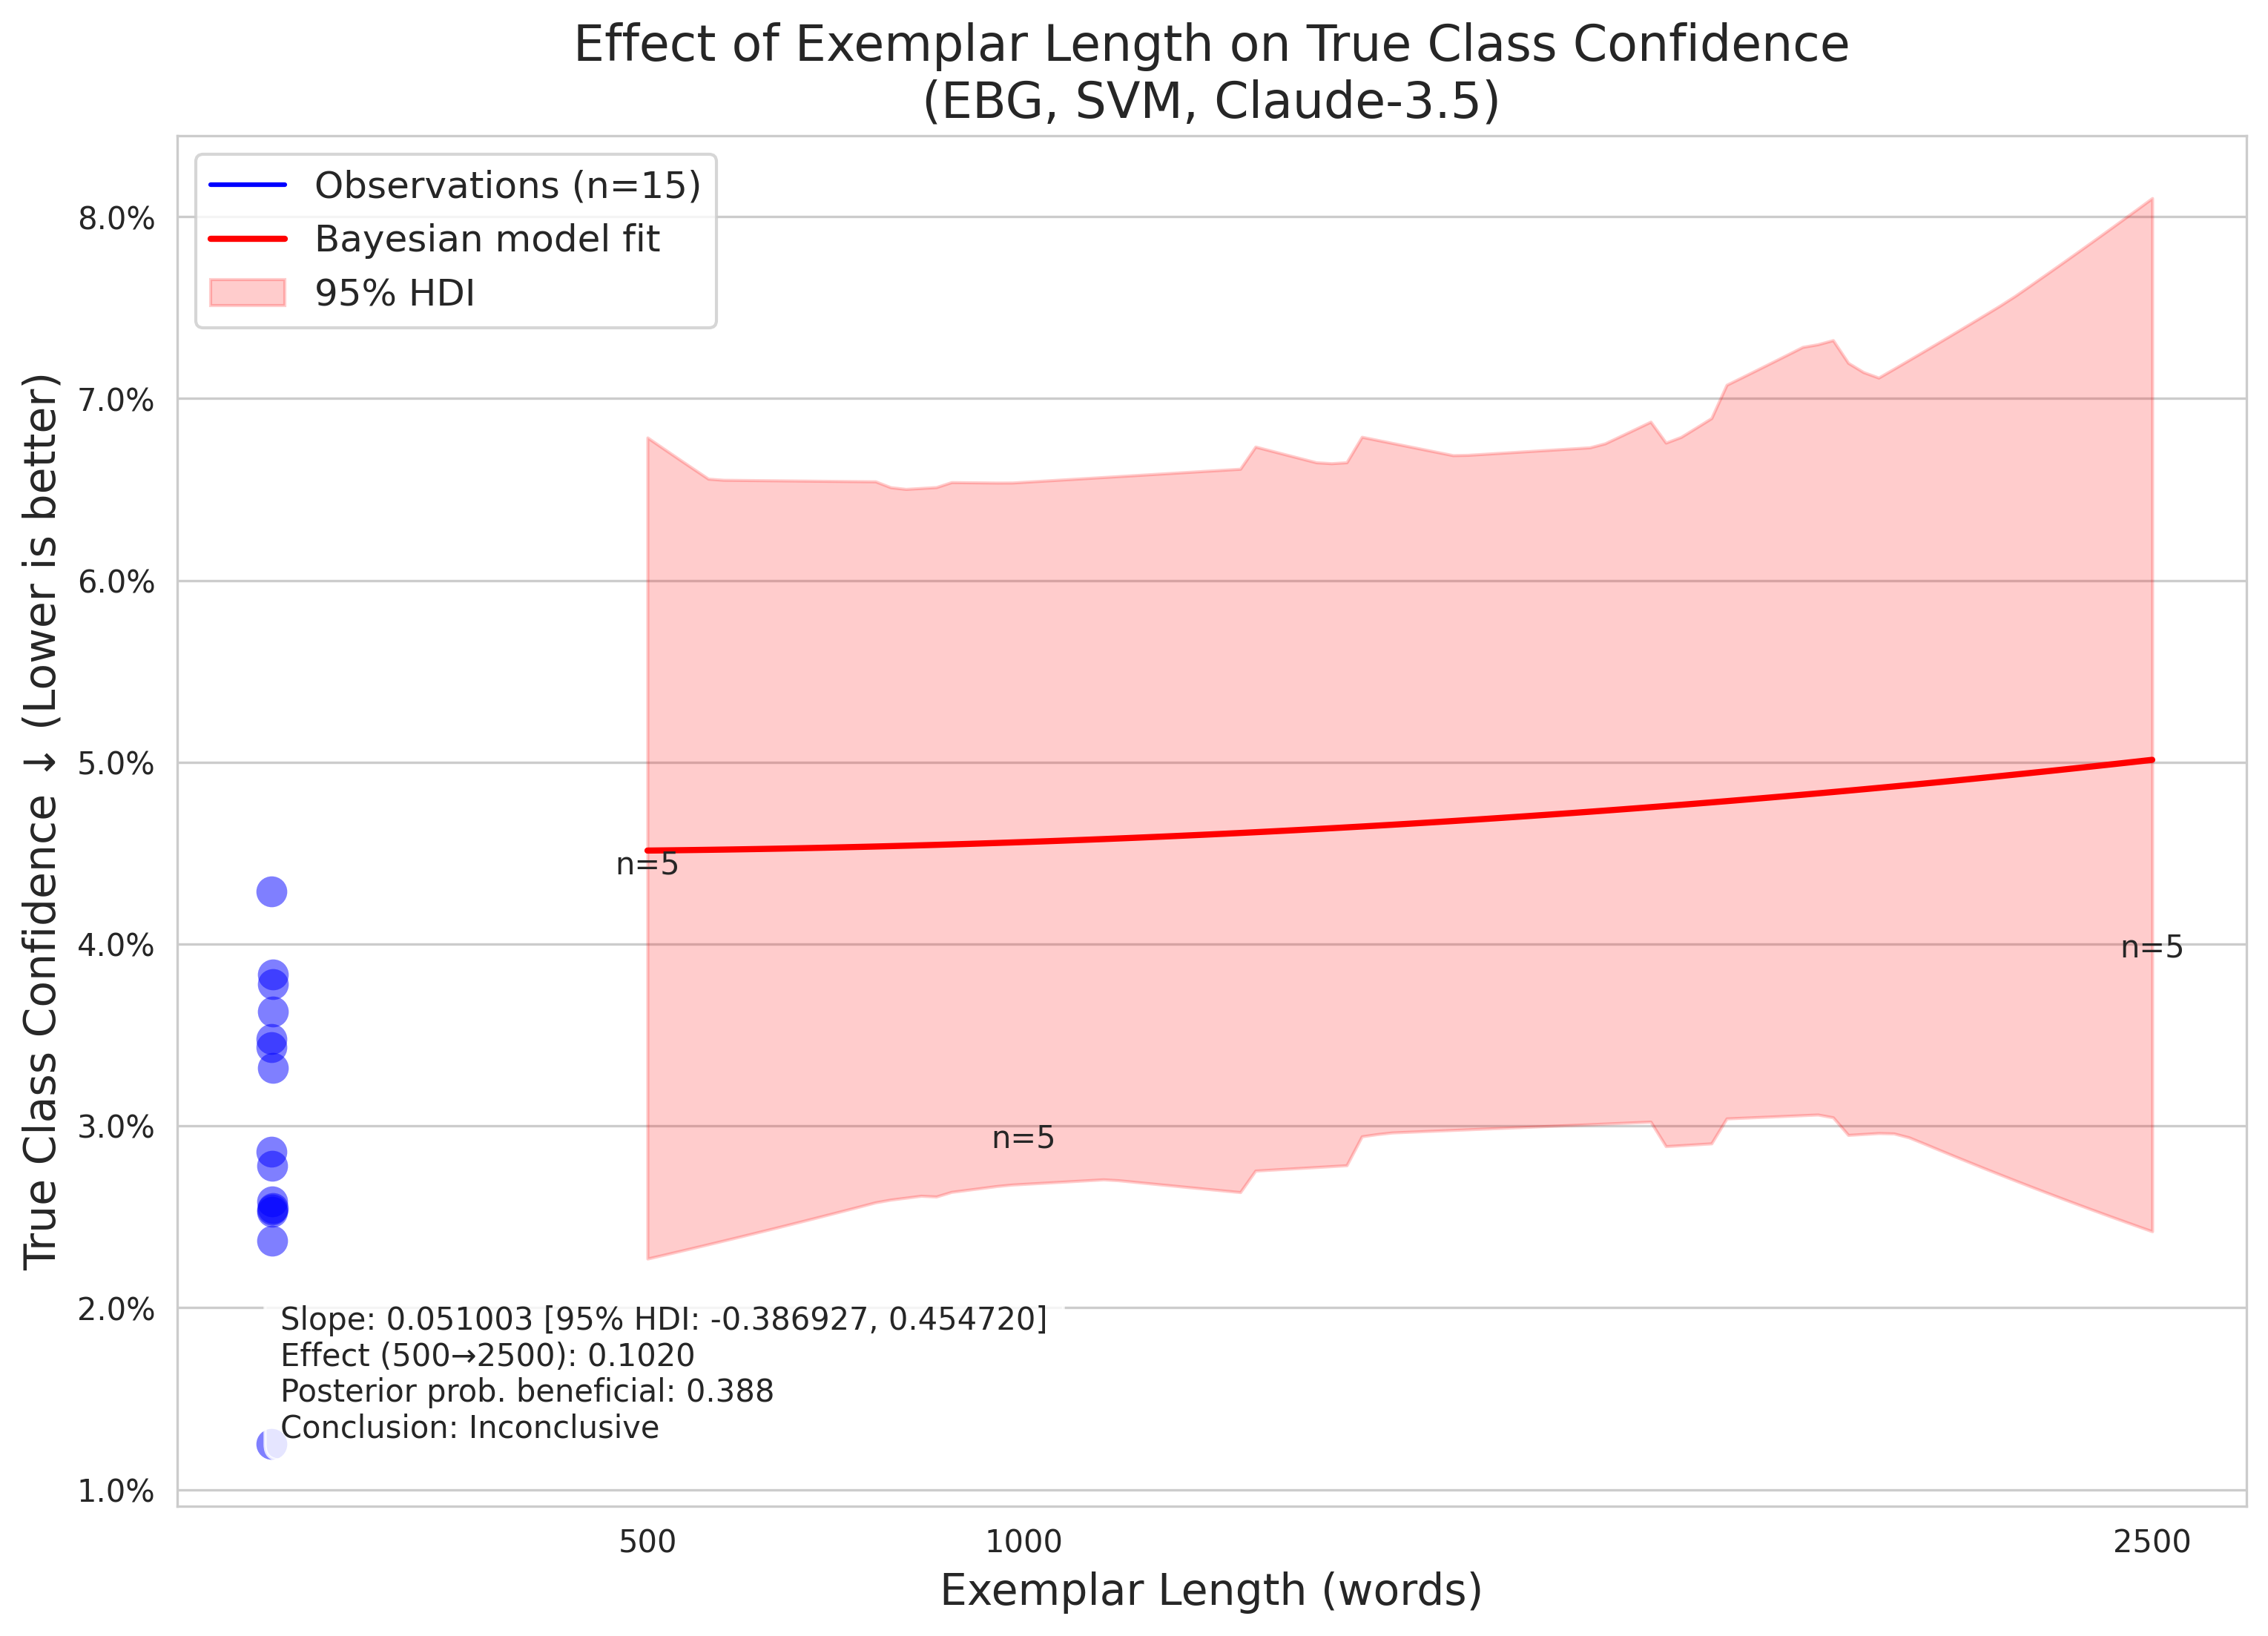 Effect of Exemplar Length on True Class Confidence
(EBG, SVM, Claude-3.5)
Observations (n=15)
Bayesian model fit
95% HDI
True Class Confidence ↓ (Lower is better)
8.0%
7.0%
6.0%
5.0%
4.0%
3.0%
2.0%
1.0%
n=5
n=5
n=5
Slope: 0.051003 [95% HDI: -0.386927, 0.454720]
Effect (500→2500): 0.1020
Posterior prob. beneficial: 0.388
Conclusion: Inconclusive
500
1000
2500
Exemplar Length (words)